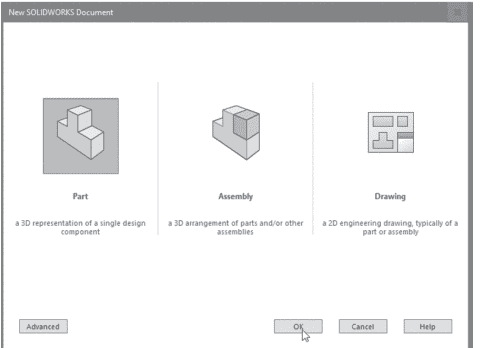 New SOLIDWORKS Document
Part
Assembly
Drawing
a 3D representation of a single design
component
a 3D arrangement of parts and/or other
assemblies
a 2D engineering drawing, typically of a
part or assembly
Advanced
OK
Cancel
Help